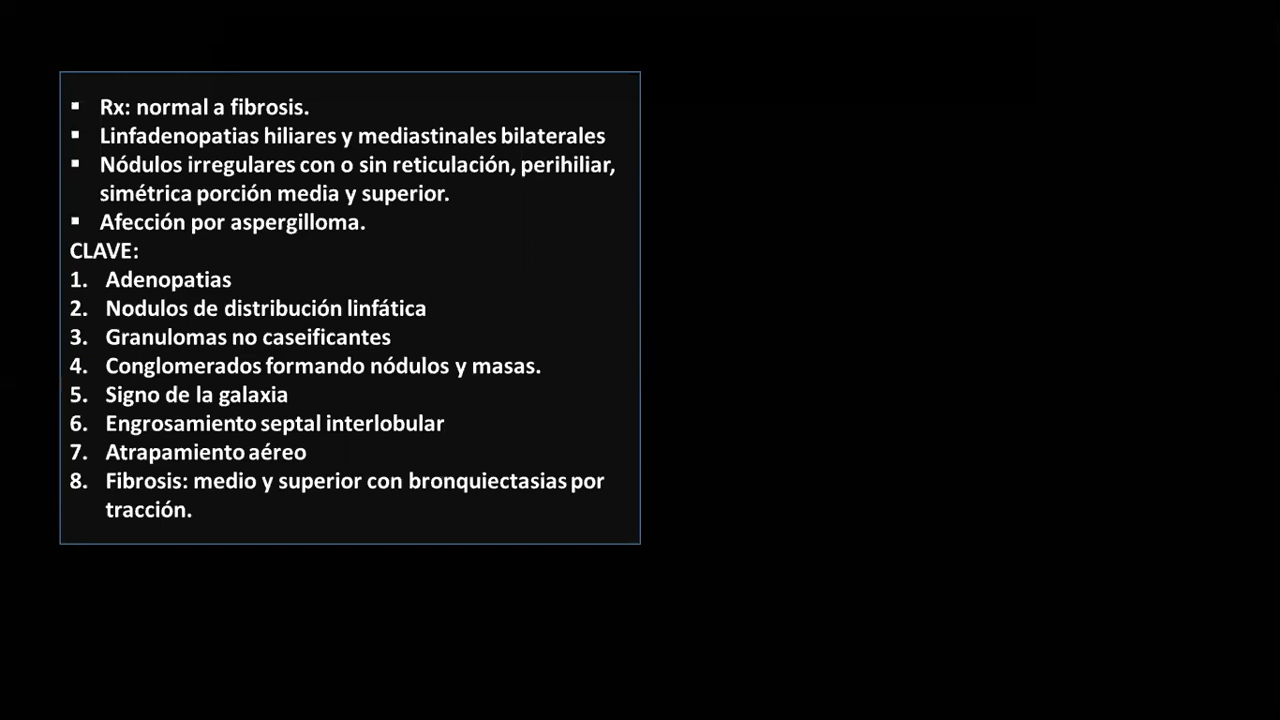 ▪ Rx: normal a fibrosis.
▪ Linfadenopatias hiliares y mediastinales bilaterales
▪ Nódulos irregulares con o sin reticulación, perihiliar,
simétrica porción media y superior.
▪ Afección por aspergilloma.
CLAVE:
1. Adenopatias
2. Nodulos de distribución linfática
3. Granulomas no caseificantes
4. Conglomerados formando nódulos y masas.
5. Signo de la galaxia
6. Engrosamiento septal interlobular
7. Atrapamiento aéreo
8. Fibrosis: medio y superior con bronquiectasias por
tracción.